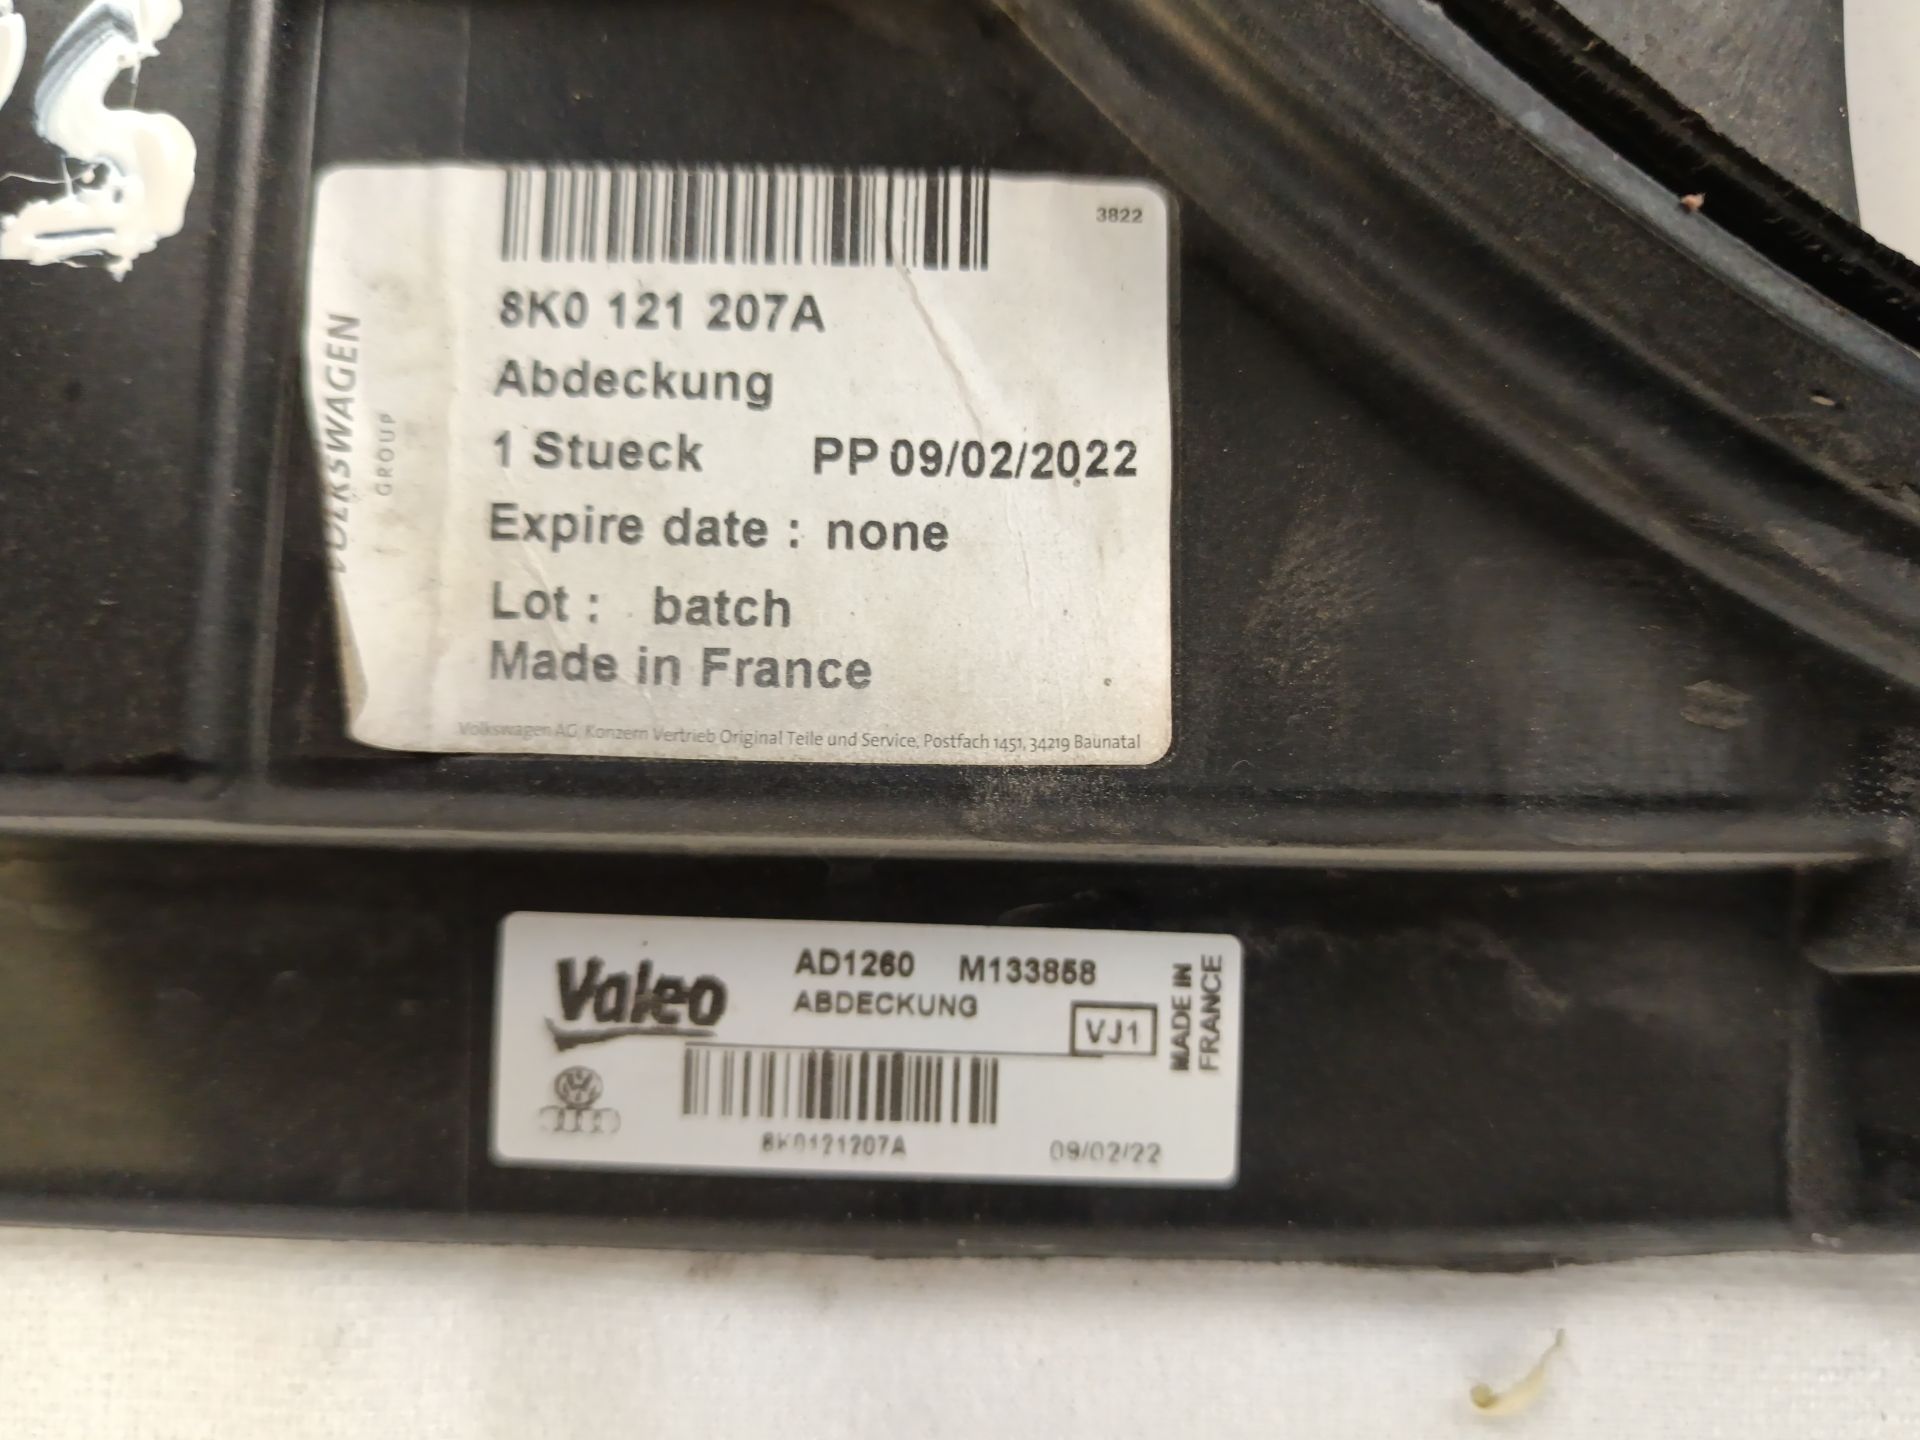 3822
8K0 121 207A
Abdeckung
1 Stueck PP 09/02/2022
Expire date : none
Lot : batch
Made in France
Volkswagen AG, Konzern Vertrieb Original Teile und Service, Postfach 1451, 34219 Baunatal
VOLKSWAGEN
GROUP
Valeo
AD1260 M133858
ABDECKUNG
VJ1
MADE IN
FRANCE
8K0121207A
09/02/22